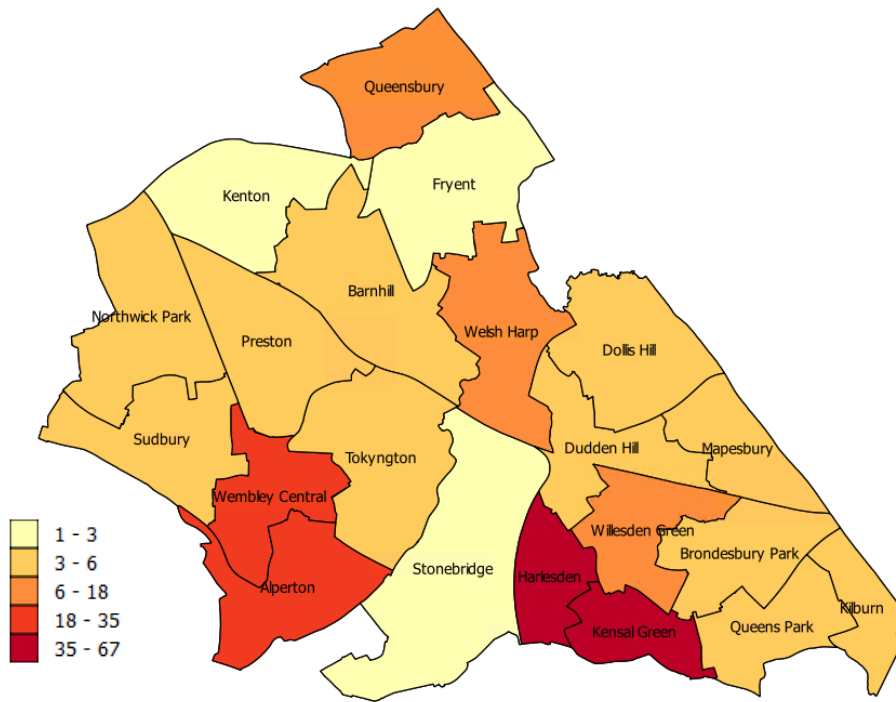 Queensbury
Kenton
Fryent
Barnhill
Northwick Park
Welsh Harp
Preston
Dollis Hill
Sudbury
Dudden Hill
Mapesbury
Tokyngton
Wembley Central
Willesden Green
Brondesbury Park
Stonebridge
Harlesden
Alperton
Kilburn
Queens Park
Kensal Green
1 - 3
3 - 6
6 - 18
18 - 35
35 - 67